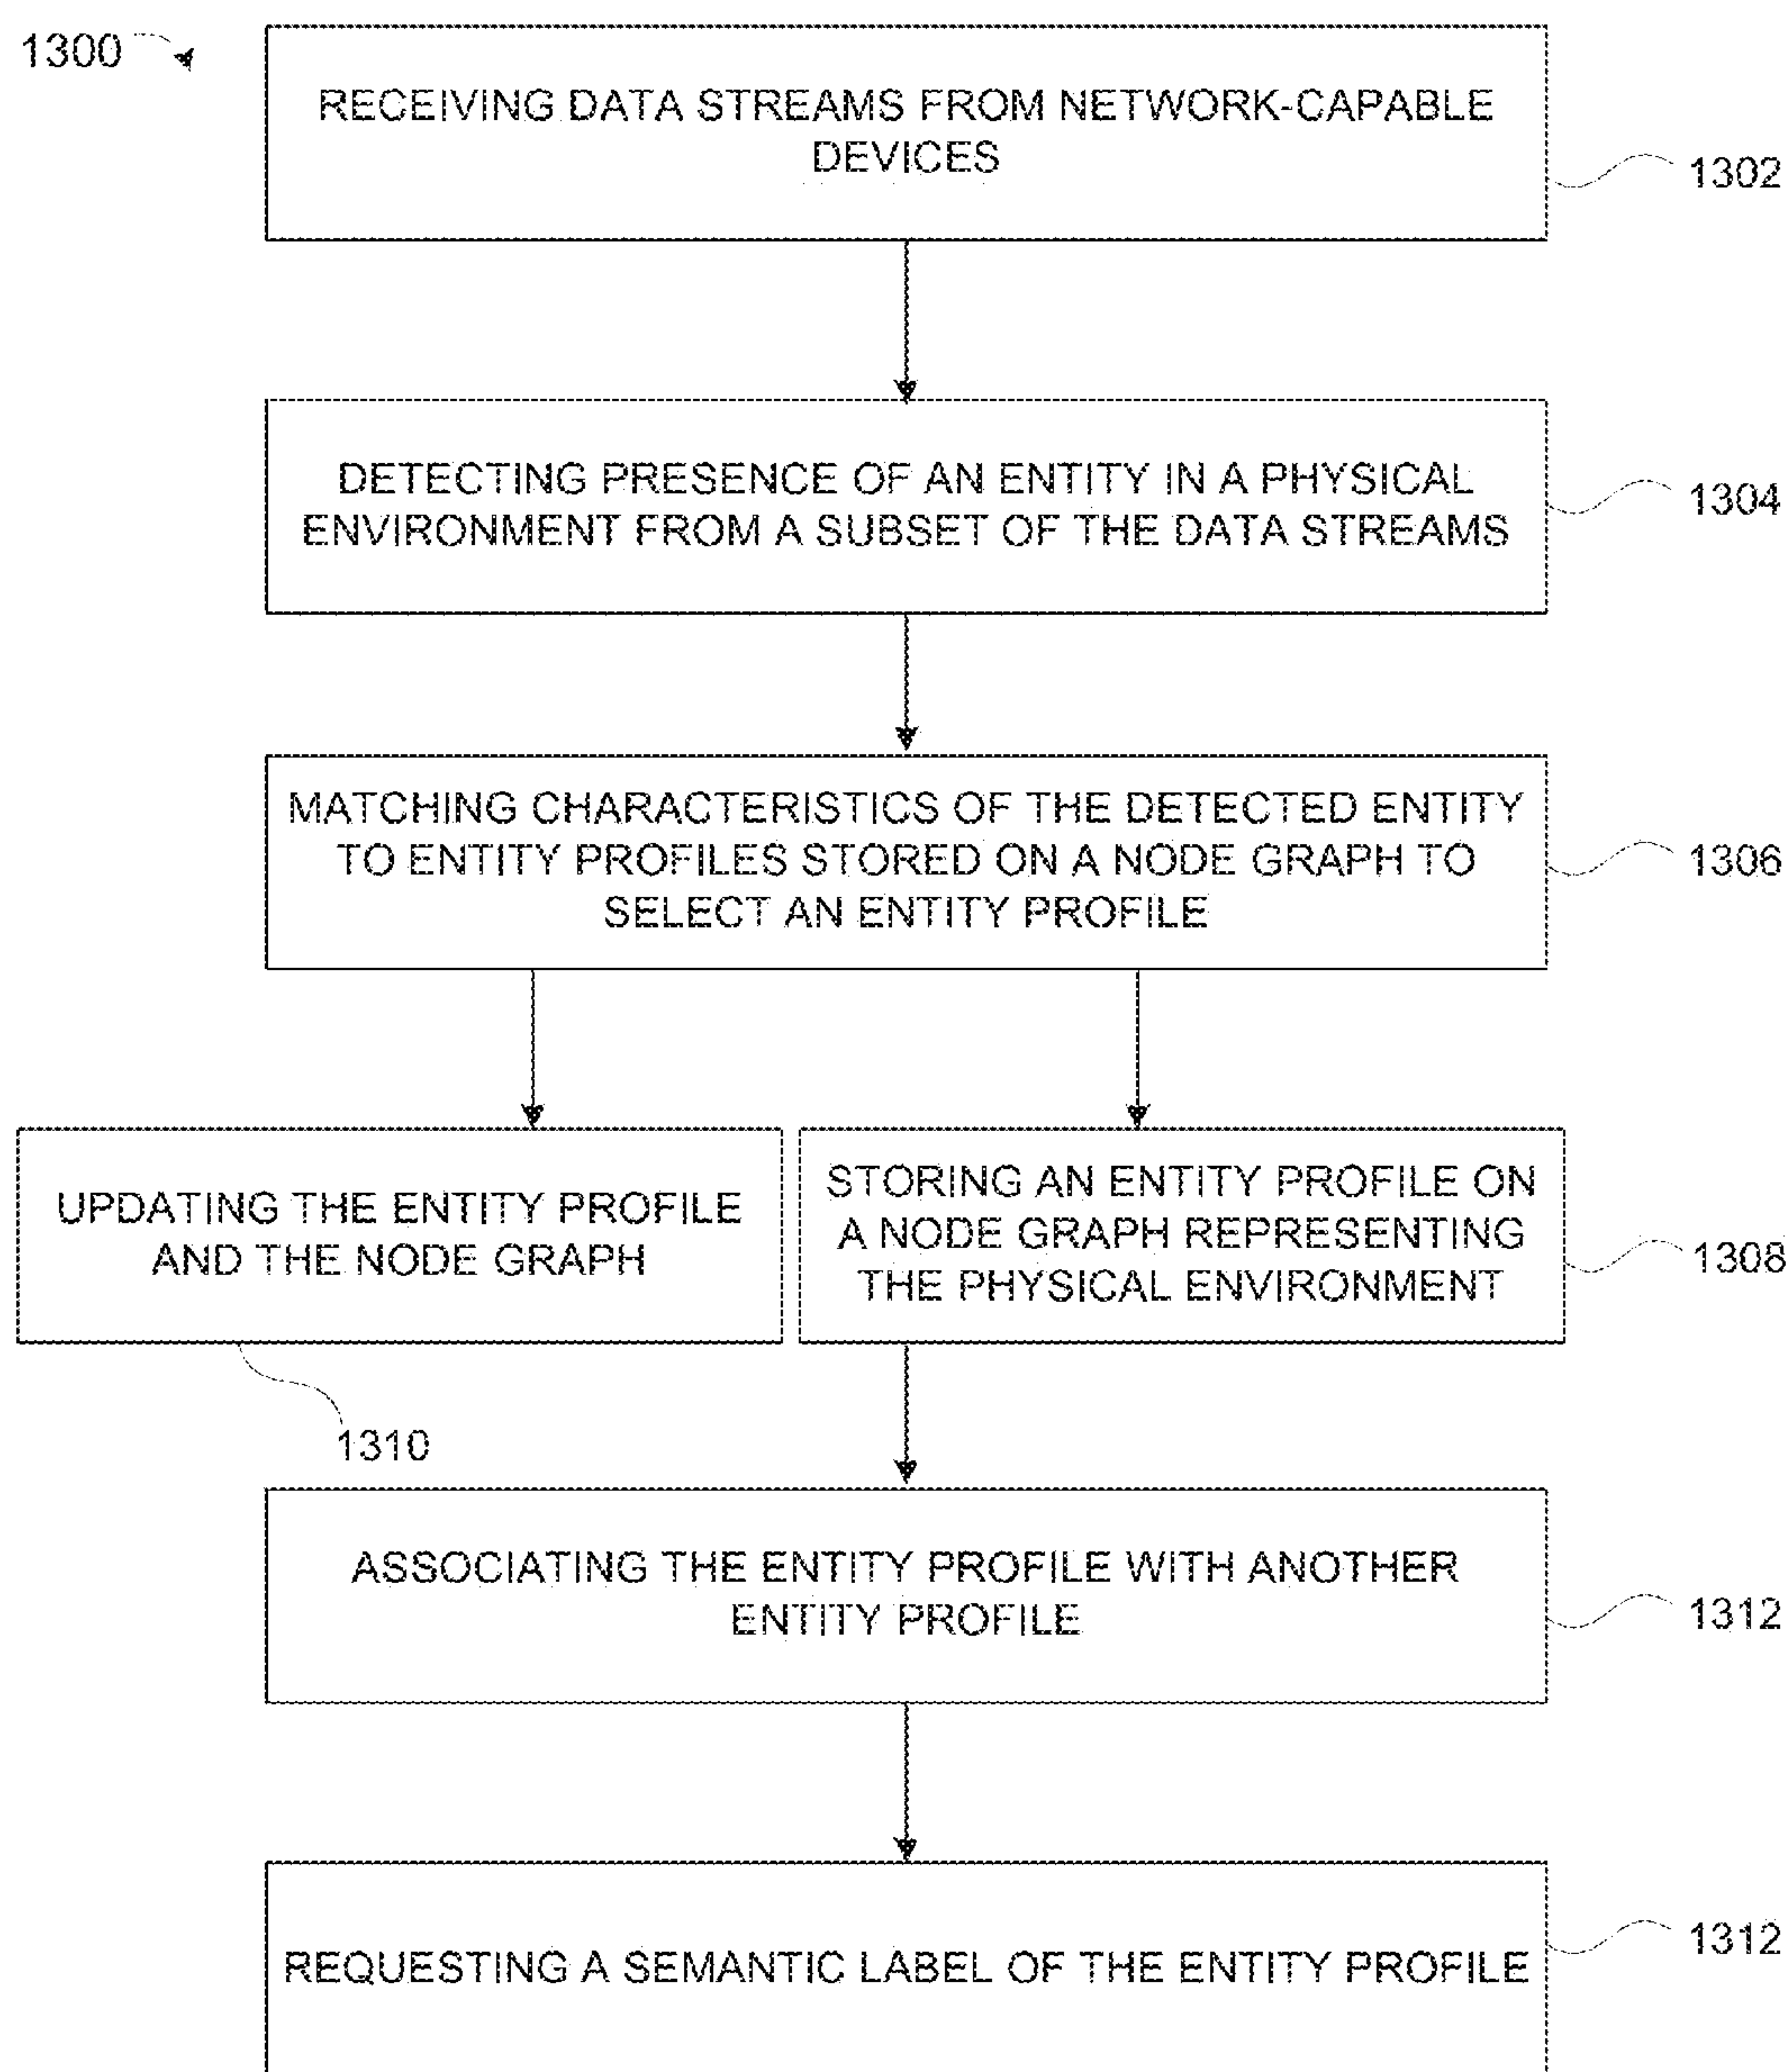 1300
RECEIVING DATA STREAMS FROM NETWORK-CAPABLE
DEVICES
1302
DETECTING PRESENCE OF AN ENTITY IN A PHYSICAL
ENVIRONMENT FROM A SUBSET OF THE DATA STREAMS
1304
MATCHING CHARACTERISTICS OF THE DETECTED ENTITY
TO ENTITY PROFILES STORED ON A NODE GRAPH TO
SELECT AN ENTITY PROFILE
1306
UPDATING THE ENTITY PROFILE
AND THE NODE GRAPH
1310
STORING AN ENTITY PROFILE ON
A NODE GRAPH REPRESENTING
THE PHYSICAL ENVIRONMENT
1308
ASSOCIATING THE ENTITY PROFILE WITH ANOTHER
ENTITY PROFILE
1312
REQUESTING A SEMANTIC LABEL OF THE ENTITY PROFILE
1312